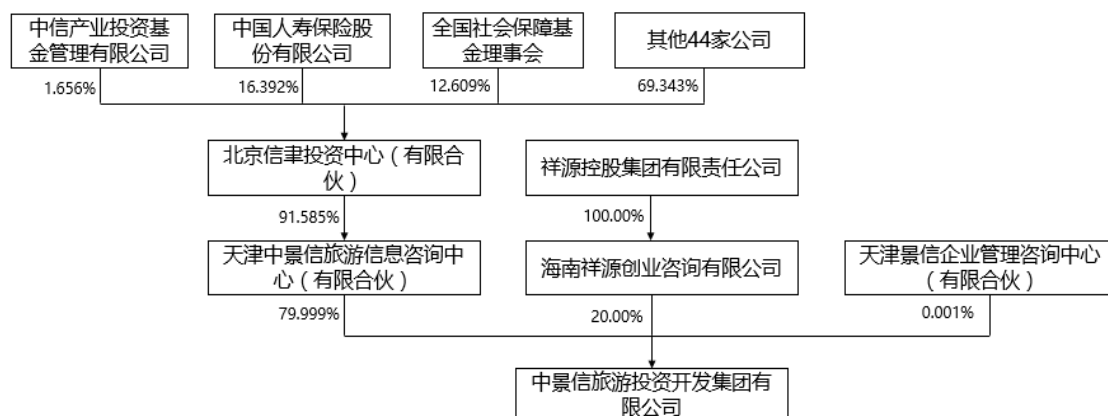 中信产业投资基
金管理有限公司
中国人寿保险股
份有限公司
全国社会保障基
金理事会
其他44家公司
1.656%
16.392%
12.609%
69.343%
北京信聿投资中心（有限合
伙）
祥源控股集团有限责任公司
91.585%
100.00%
天津中景信旅游信息咨询中
心（有限合伙）
海南祥源创业咨询有限公司
天津景信企业管理咨询中心
（有限合伙）
79.999%
20.00%
0.001%
中景信旅游投资开发集团有
限公司